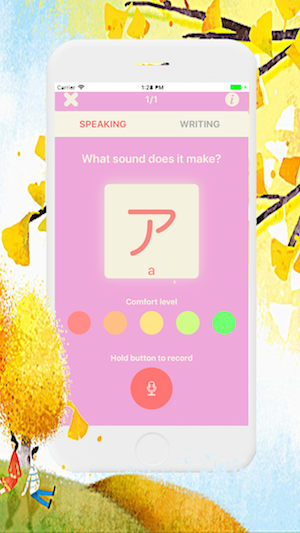 Carrier 1:28 PM
1/1
SPEAKING WRITING
What sound does it make?
ア
a
Comfort level
Hold button to record